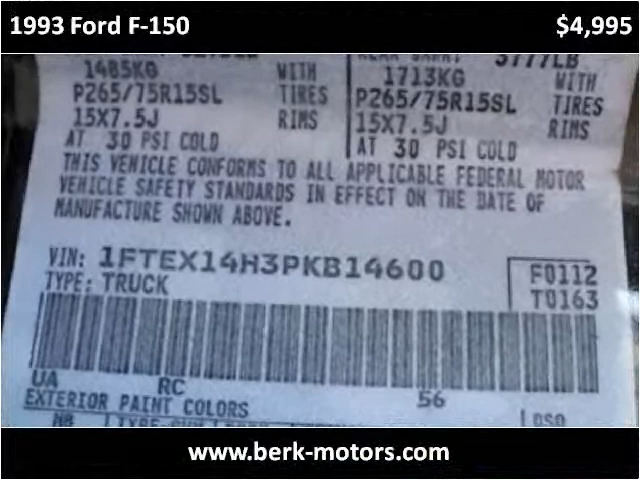 1993 Ford F-150 $4,995
1485KG WITH 1713KG WITH
P265/75R15SL TIRES P265/75R15SL TIRES
15X7.5J RIMS 15X7.5J RIMS
AT 30 PSI COLD AT 30 PSI COLD
THIS VEHICLE CONFORMS TO ALL APPLICABLE FEDERAL MOTOR
VEHICLE SAFETY STANDARDS IN EFFECT ON THE DATE OF
MANUFACTURE SHOWN ABOVE.
VIN: 1FTEX14H3PKB14600 F0112
TYPE: TRUCK T0163
UA RC 56
EXTERIOR PAINT COLORS DSO
www.berk-motors.com